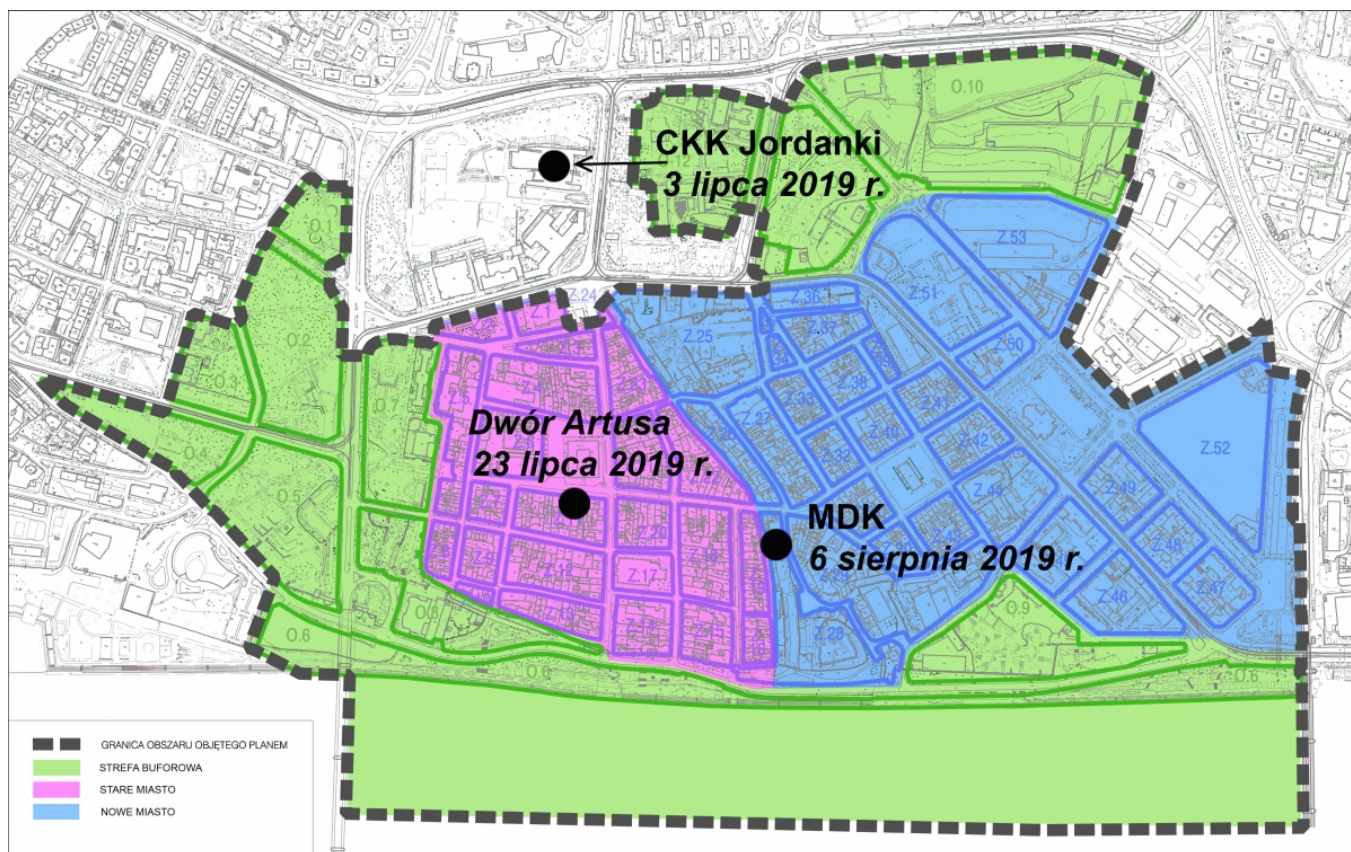 O.10
CKK Jordanki
3 lipca 2019 r.
O.1
Z.53
Z.24
Z.1
Z.36
Z.51
O.2
Z.25
Z.37
Z.50
O.3
Z.38
O.7
Z.33
Z.41
Dwór Artusa
23 lipca 2019 r.
Z.40
Z.42
Z.52
O.4
Z.32
O.5
Z.44
Z.49
MDK
6 sierpnia 2019 r.
Z.48
Z.17
Z.46
Z.47
O.8
O.9
O.6
Z.28
O.6
O.6
GRANICA OBSZARU OBJĘTEGO PLANEM
STREFA BUFOROWA
STARE MIASTO
NOWE MIASTO